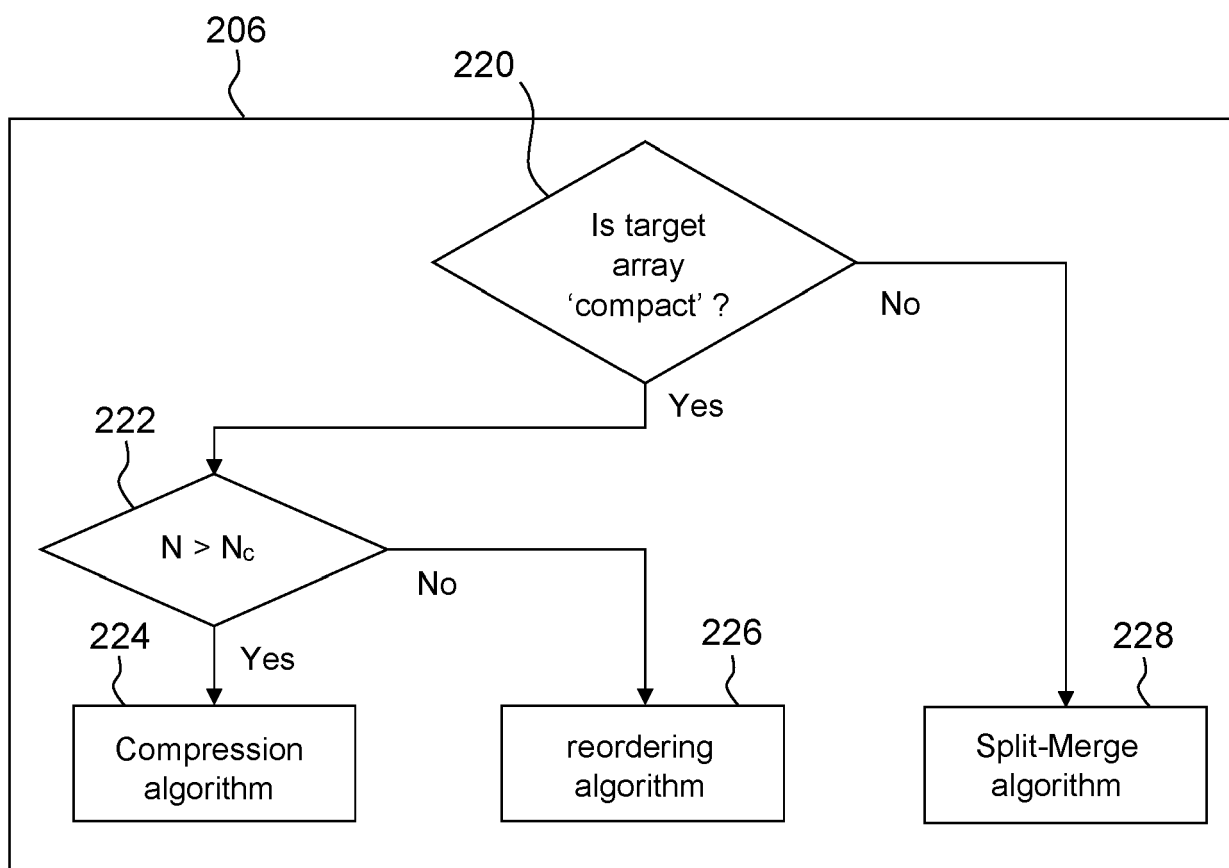 206
220
Is target
array
‘compact’ ?
No
Yes
222
N > Nc
No
224
Yes
226
228
Compression
algorithm
reordering
algorithm
Split-Merge
algorithm